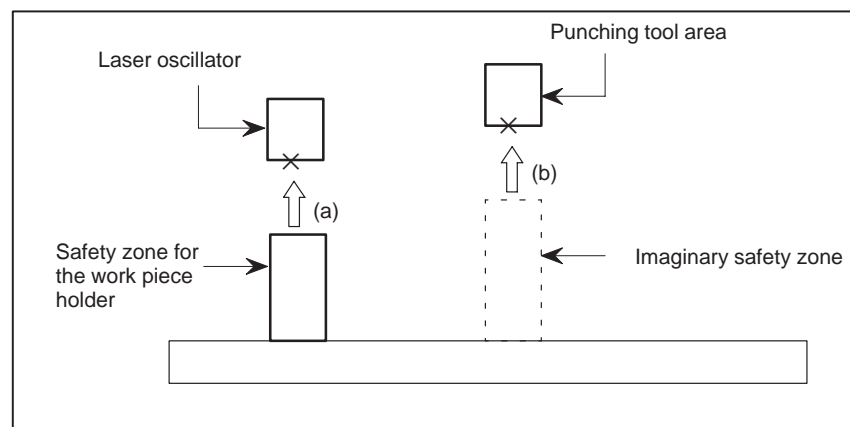 Punching tool area
Laser oscillator
(a)
(b)
Safety zone for
the work piece
holder
Imaginary safety zone